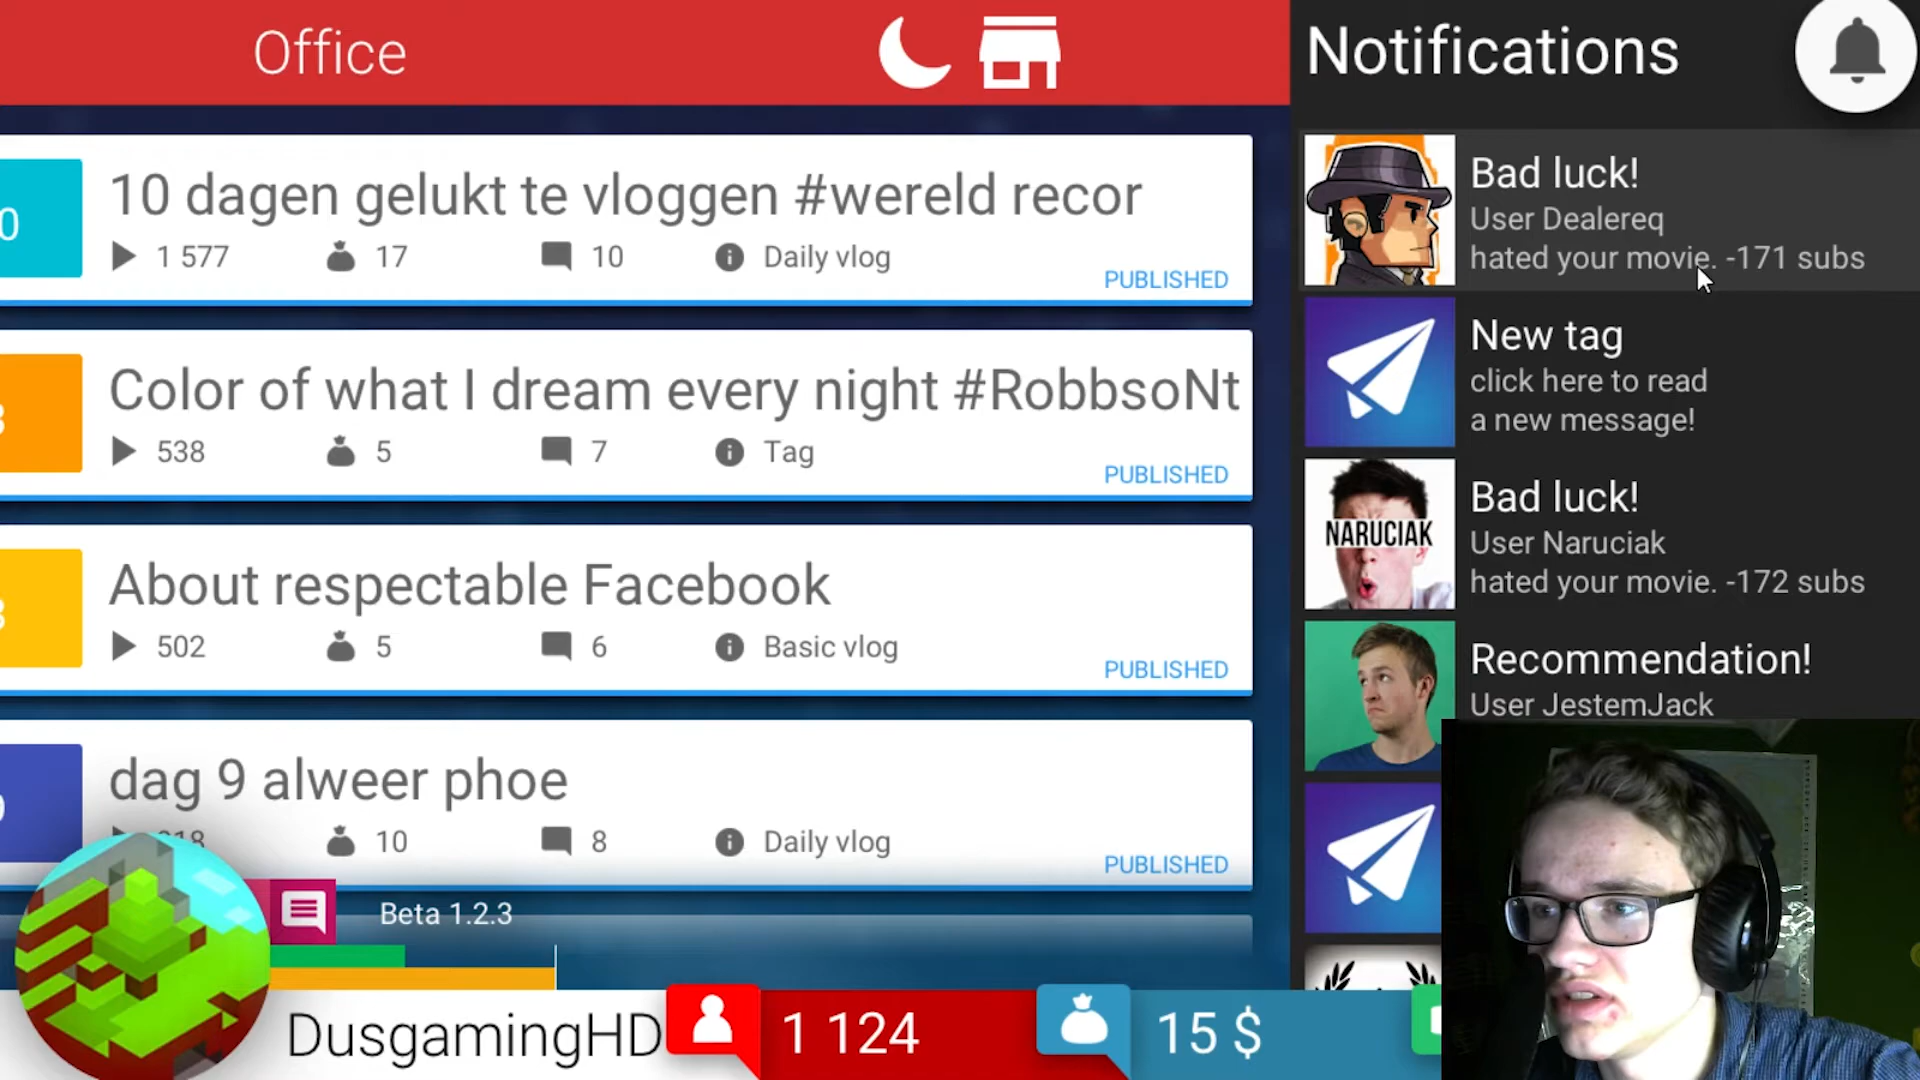 Office
Notifications
0
10 dagen gelukt te vloggen #wereld recor
1 577
17
10
Daily vlog
PUBLISHED
Color of what I dream every night #RobbsoNt
538
5
7
Tag
PUBLISHED
About respectable Facebook
502
5
6
Basic vlog
PUBLISHED
dag 9 alweer phoe
10
8
Daily vlog
PUBLISHED
Beta 1.2.3
DusgamingHD
1 124
15 $
Bad luck!
User Dealereq
hated your movie. -171 subs
New tag
click here to read
a new message!
NARUCIAK
Bad luck!
User Naruciak
hated your movie. -172 subs
Recommendation!
User JestemJack